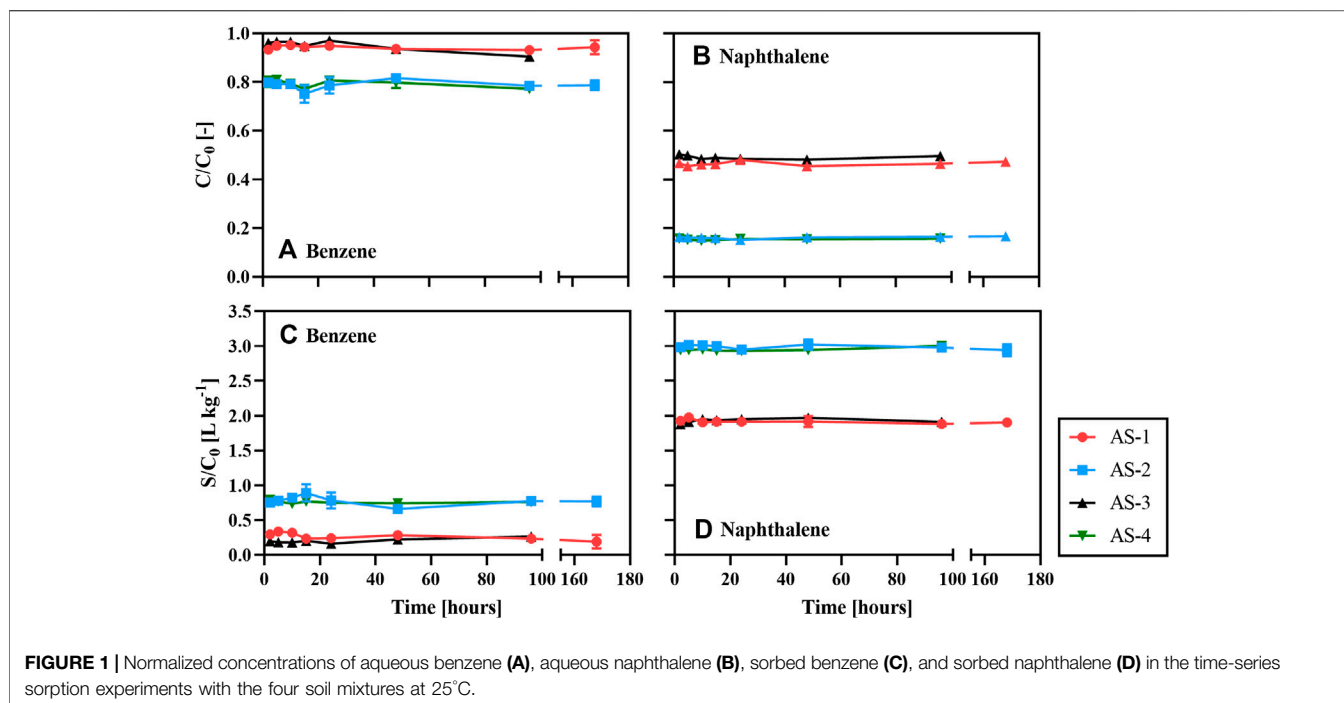 1.0
0.8
0.6
0.4
0.2
0.0
C/C0 [-]
A Benzene
B Naphthalene
3.5
3.0
2.5
2.0
1.5
1.0
0.5
0.0
S/C0 [L kg-1]
C Benzene
D Naphthalene
0 20 40 60 80 100 160 180
0 20 40 60 80 100 160 180
Time [hours]
Time [hours]
AS-1
AS-2
AS-3
AS-4
FIGURE 1 | Normalized concentrations of aqueous benzene (A), aqueous naphthalene (B), sorbed benzene (C), and sorbed naphthalene (D) in the time-series
sorption experiments with the four soil mixtures at 25°C.